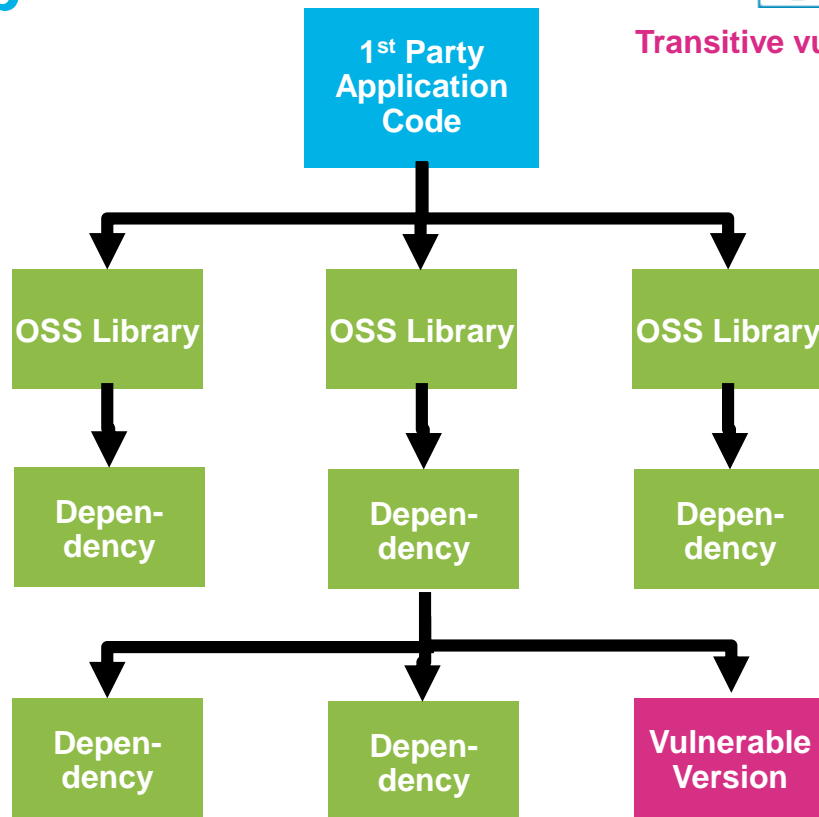 1st Party
Application
Code
Transitive
OSS Library
OSS Library
OSS Library
Depen-
dency
Depen-
dency
Depen-
dency
Depen-
dency
Depen-
dency
Vulnerable
Version